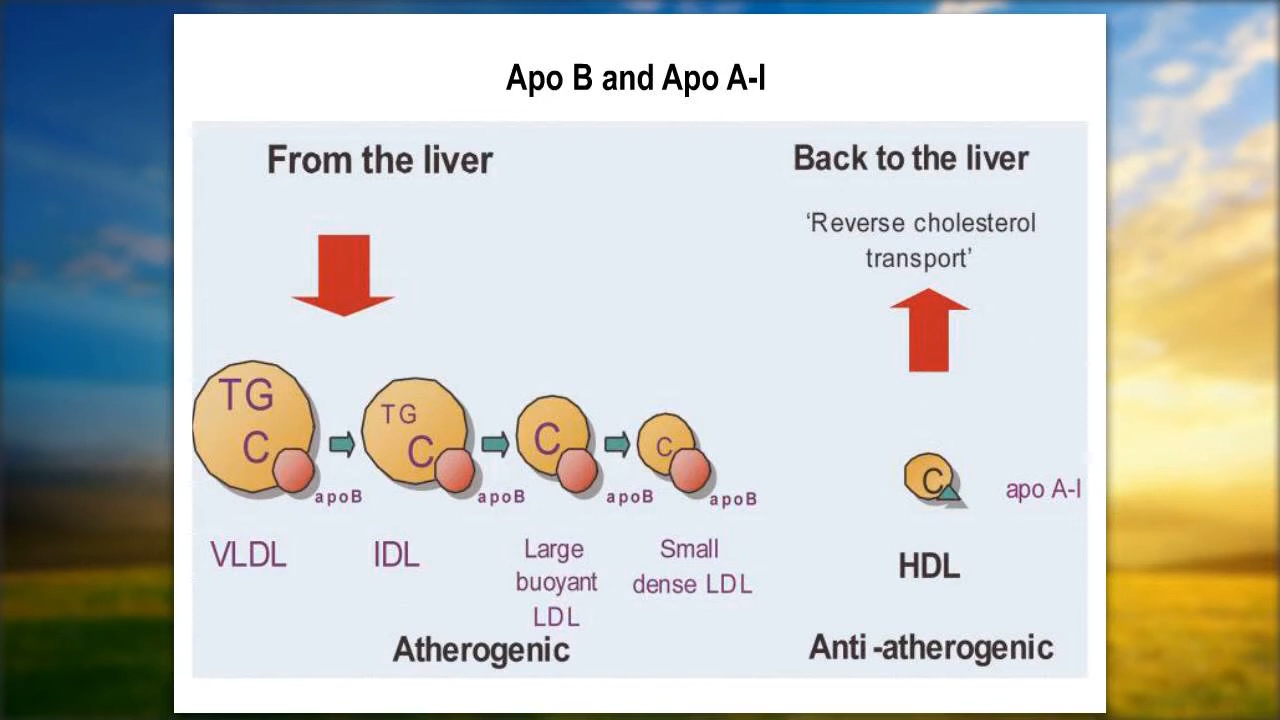 Apo B and Apo A-I
From the liver
Back to the liver
‘Reverse cholesterol
transport’
TG
C
apoB
TG
C
apoB
C
apoB
C
apoB
C
apo A-I
VLDL
IDL
Large
buoyant
LDL
Small
dense LDL
HDL
Atherogenic
Anti-atherogenic